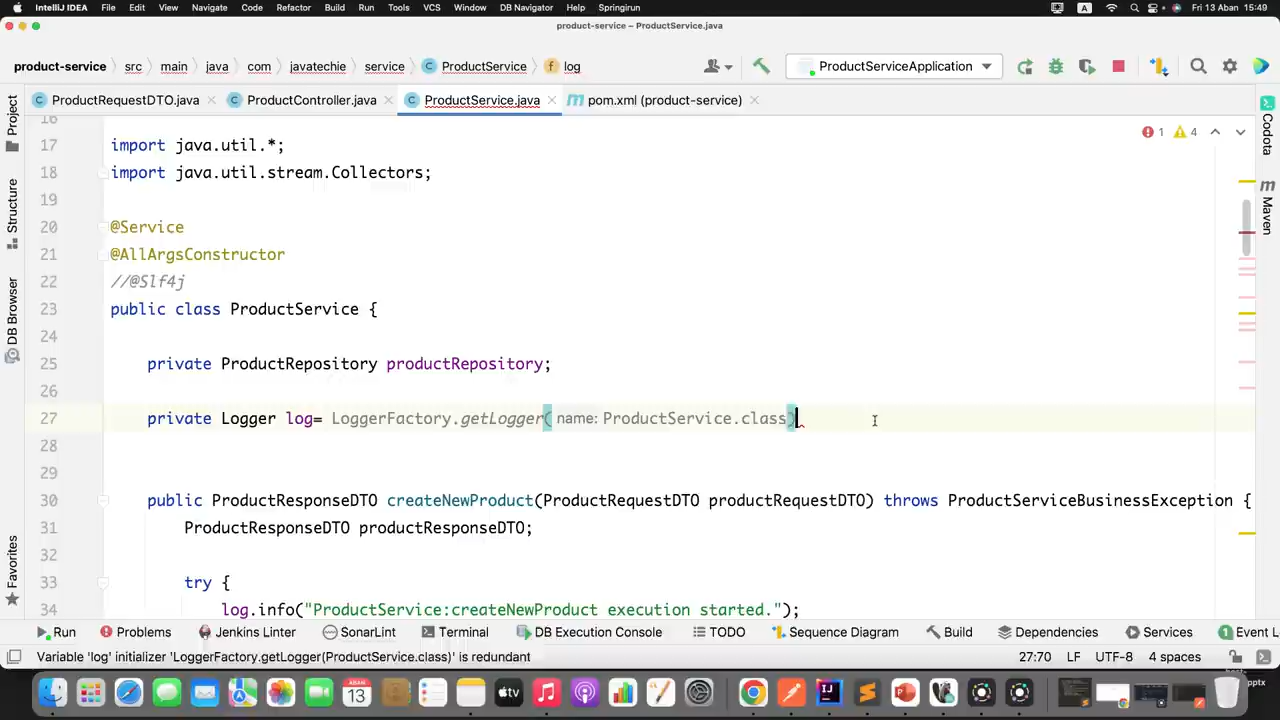 IntelliJ IDEA File Edit View Navigate Code Refactor Build Run Tools VCS Window DB Navigator Help Springirun A Fri 13 Aban 15:49
product-service – ProductService.java
product-service src main java com javatechie service ProductService log ProductServiceApplication
ProductRequestDTO.java ProductController.java ProductService.java pom.xml (product-service)
1 4
Project
Structure
DB Browser
Favorites
Codota
Maven
16
17 import java.util.*;
18 import java.util.stream.Collectors;
19
20 @Service
21 @AllArgsConstructor
22 //@Slf4j
23 public class ProductService {
24
25 private ProductRepository productRepository;
26
27 private Logger log= LoggerFactory.getLogger( name: ProductService.class)
28
29
30 public ProductResponseDTO createNewProduct(ProductRequestDTO productRequestDTO) throws ProductServiceBusinessException {
31 ProductResponseDTO productResponseDTO;
32
33 try {
34 log.info("ProductService:createNewProduct execution started.");
Run Problems Jenkins Linter SonarLint Terminal DB Execution Console TODO Sequence Diagram Build Dependencies Services 1 Event L
Variable 'log' initializer 'LoggerFactory.getLogger(ProductService.class)' is redundant 27:70 LF UTF-8 4 spaces
ABAN 13 tv
pptx